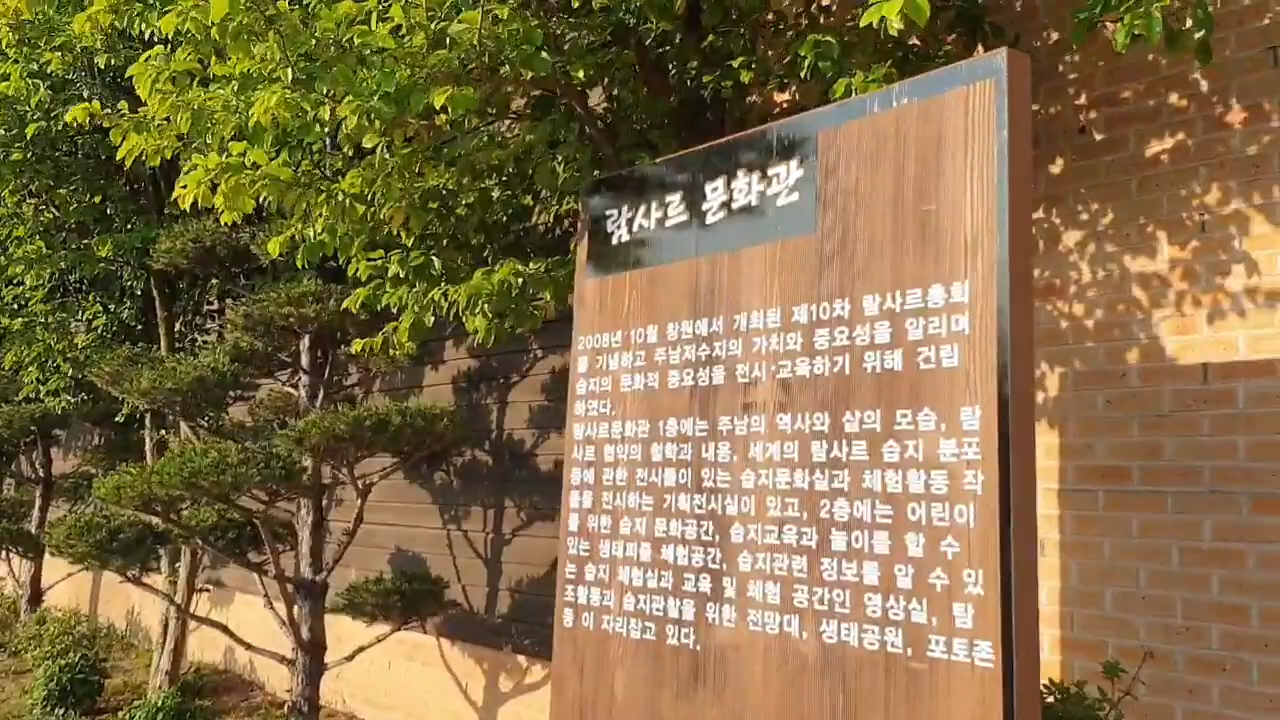 람사르 문화관
2008년 10월 창원에서 개최된 제10차 람사르총회
를 기념하고 주남저수지의 가치와 중요성을 알리며
습지의 문화적 중요성을 전시·교육하기 위해 건립
하였다.
람사르문화관 1층에는 주남의 역사와 삶의 모습, 람
사르 협약의 철학과 내용, 세계의 람사르 습지 분포
등에 관한 전시물이 있는 습지문화실과 체험활동 작
품을 전시하는 기획전시실이 있고, 2층에는 어린이
를 위한 습지 문화공간, 습지교육과 놀이를 할 수
있는 생태퍼즐 체험공간, 습지관련 정보를 알 수 있
는 습지 체험실과 교육 및 체험 공간인 영상실, 탐
조활동과 습지관찰을 위한 전망대, 생태공원, 포토존
등 이 자리잡고 있다.